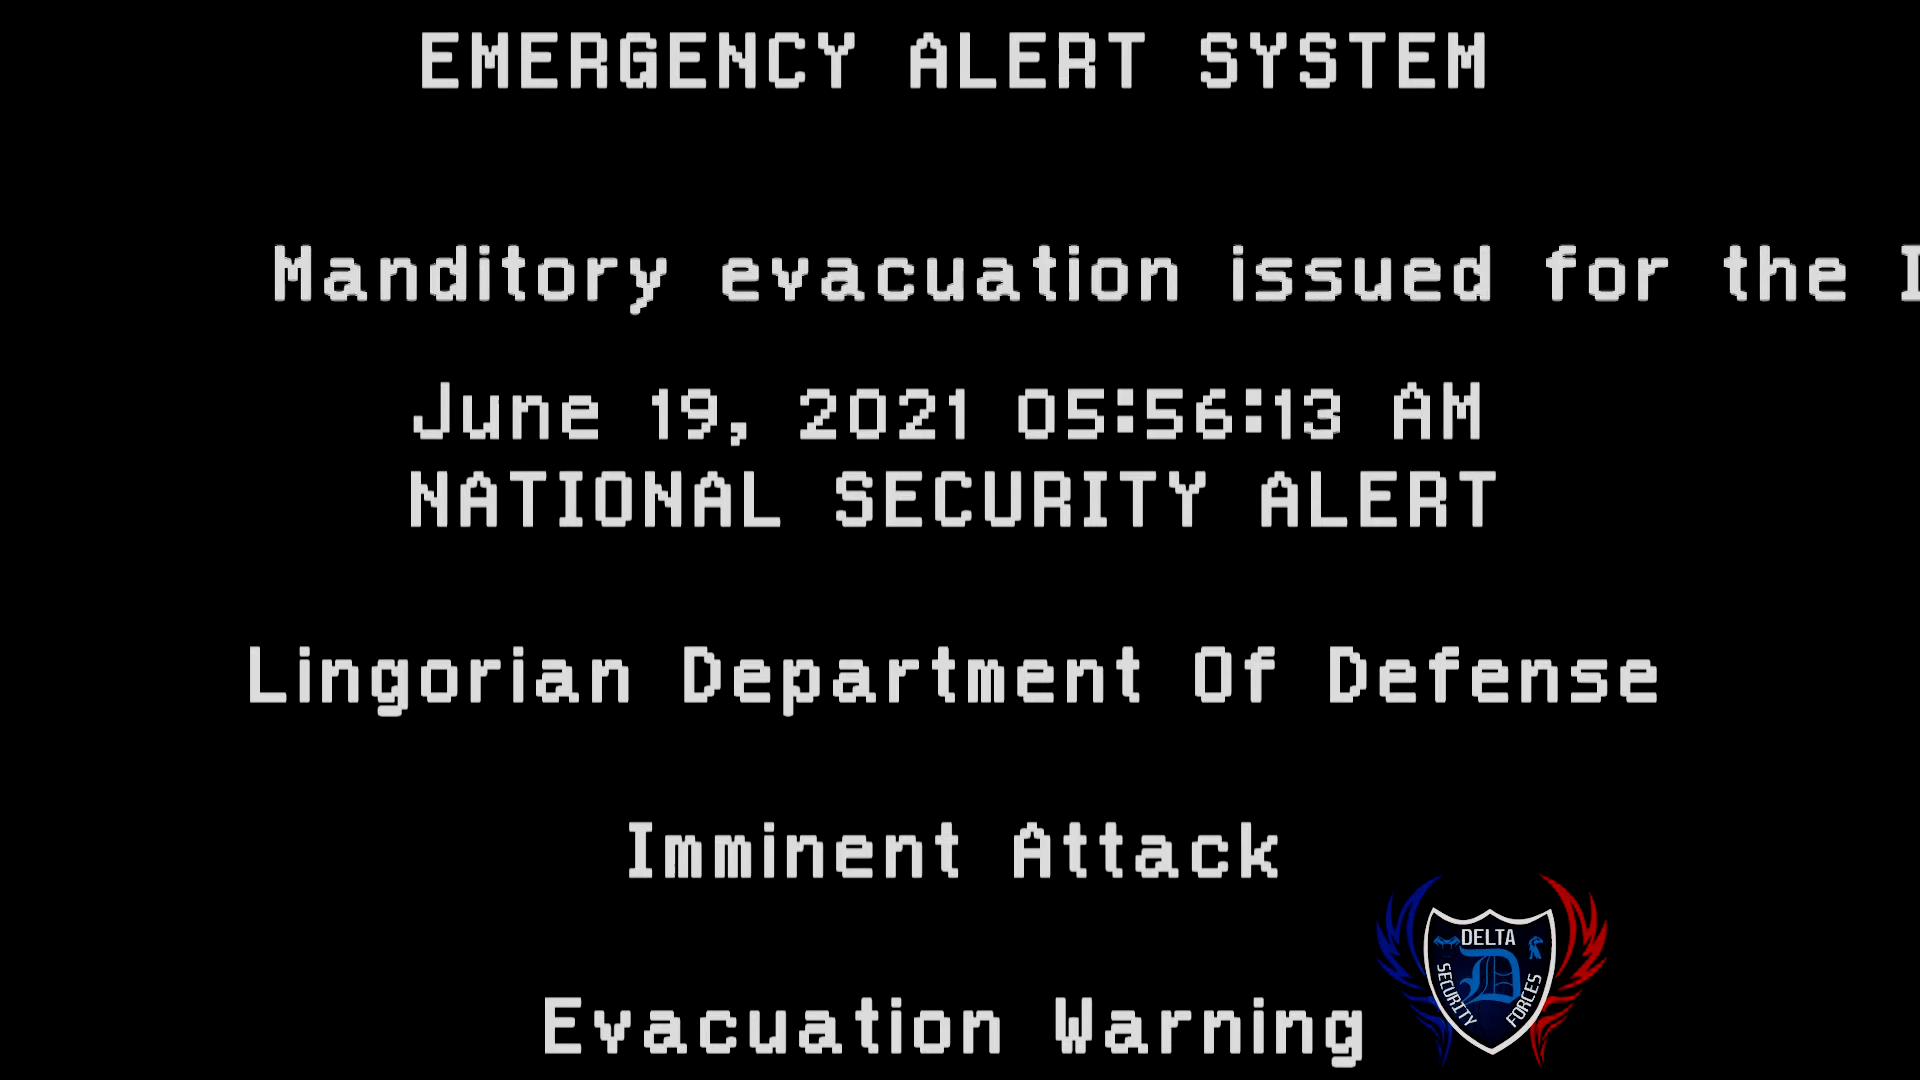 EMERGENCY ALERT SYSTEM
Manditory evacuation issued for the
June 19, 2021 05:56:13 AM
NATIONAL SECURITY ALERT
Lingorian Department Of Defense
Imminent Attack
Evacuation Warning
DELTA
D
SECURITY
FORCES